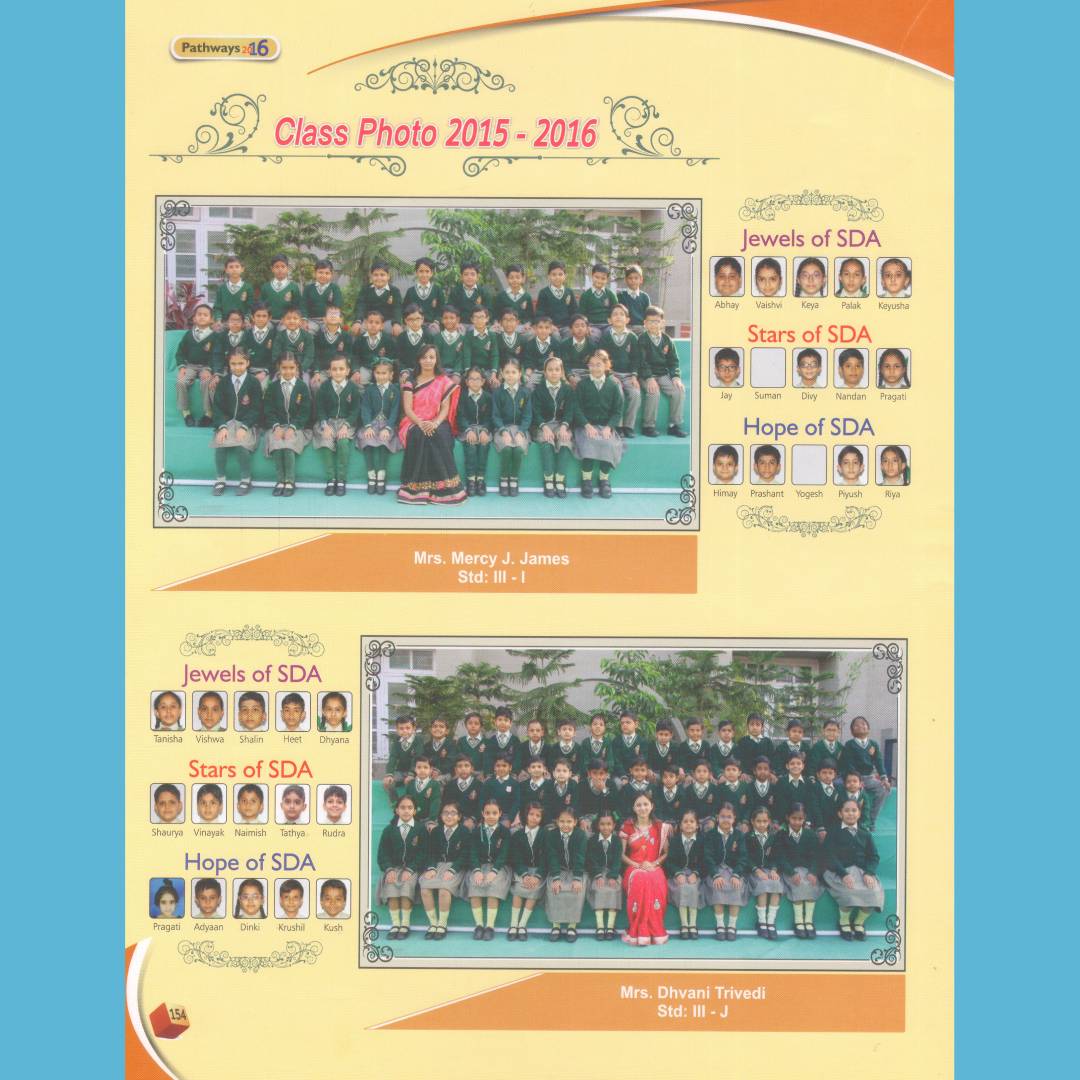 Pathways 2016
Class Photo 2015 - 2016
Jewels of SDA
Abhay Vaishvi Keya Palak Keyusha
Stars of SDA
Jay Suman Divy Nandan Pragati
Hope of SDA
Himay Prashant Yogesh Piyush Riya
Mrs. Mercy J. James
Std: III - I
Jewels of SDA
Tanisha Vishwa Shalin Heet Dhyana
Stars of SDA
Shaurya Vinayak Naimish Tathya Rudra
Hope of SDA
Pragati Adyaan Dinki Krushil Kush
Mrs. Dhvani Trivedi
Std: III - J
154